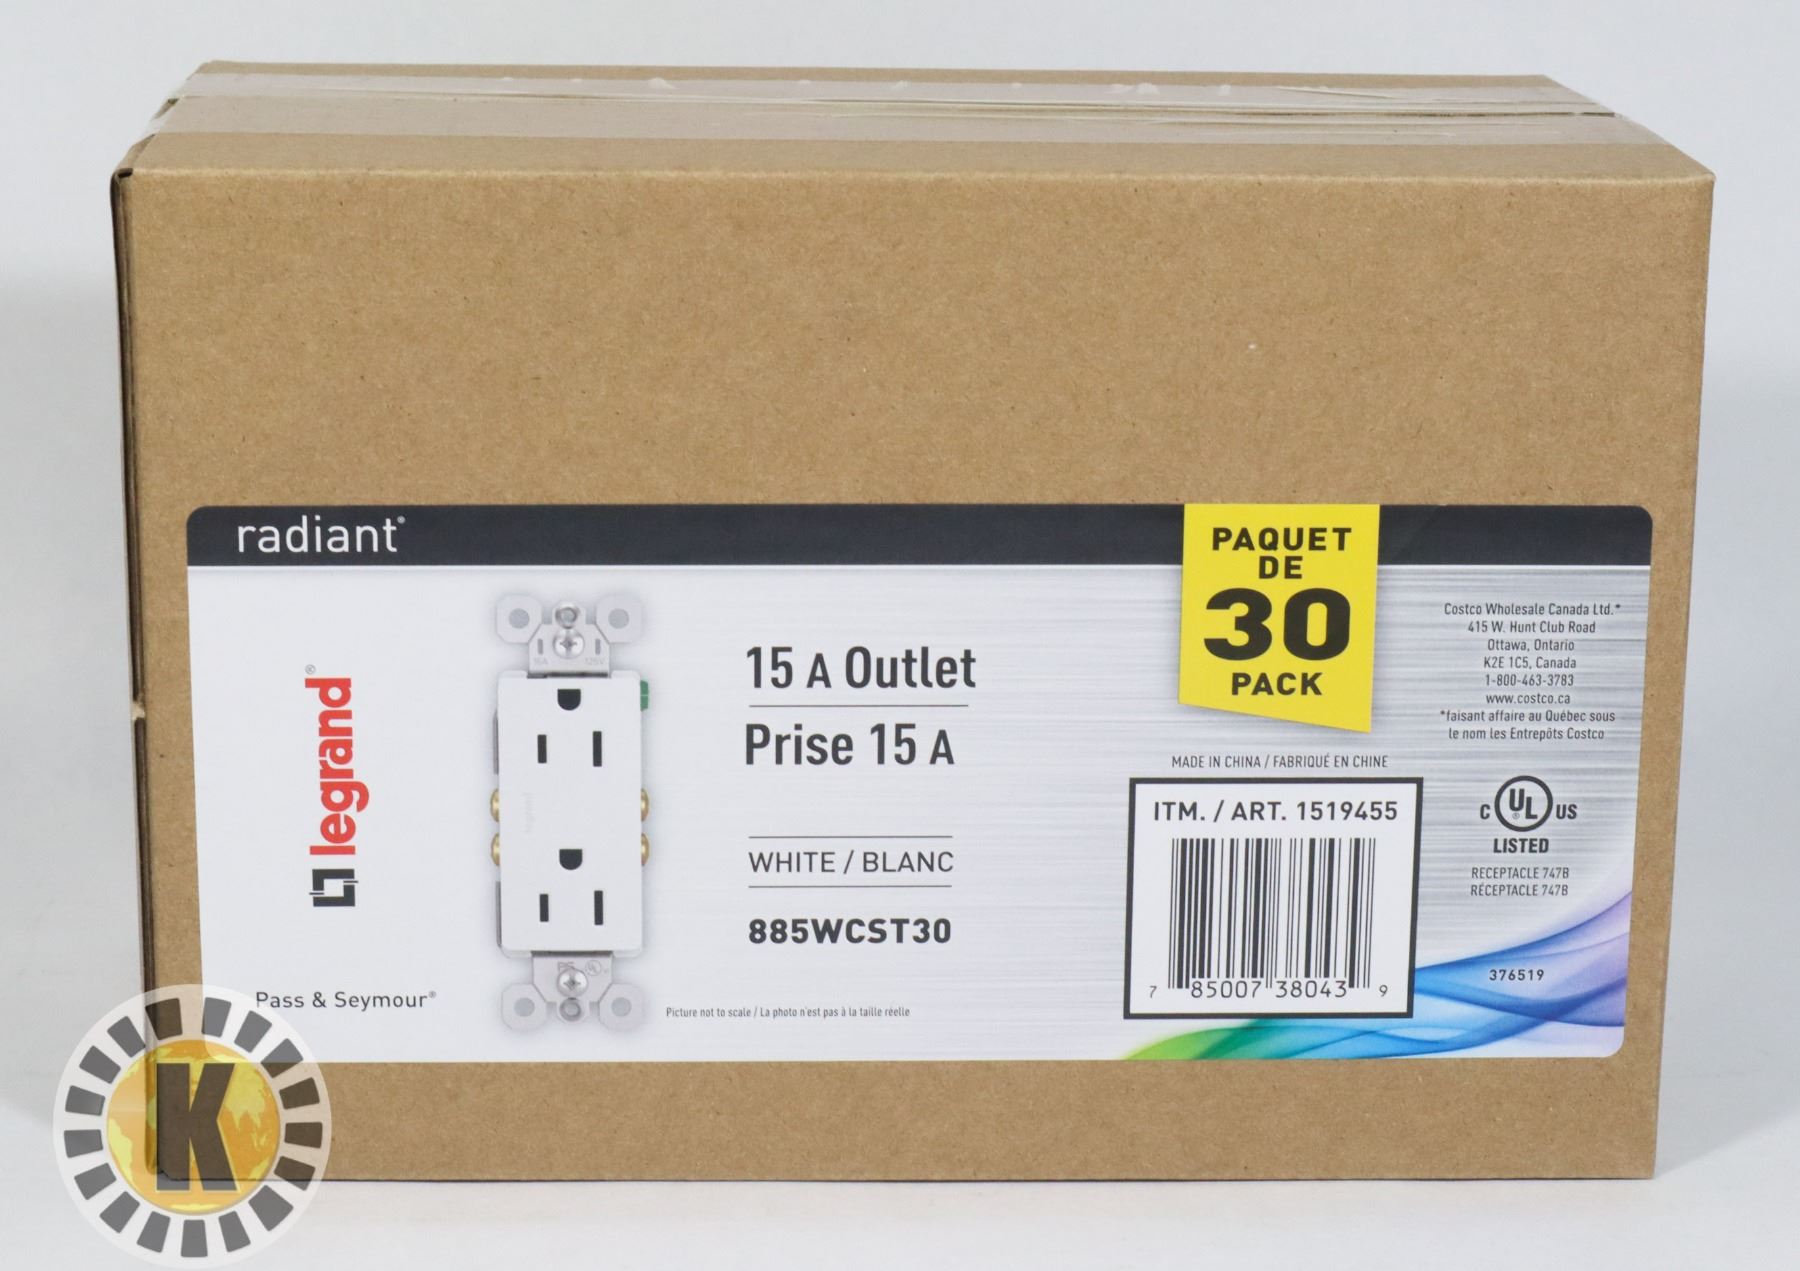 radiant®
PAQUET
DE
30
PACK
legrand®
Pass & Seymour®
15A 125V
15 A Outlet
Prise 15 A
WHITE / BLANC
885WCST30
Picture not to scale / La photo n'est pas à la taille réelle
Costco Wholesale Canada Ltd.*
415 W. Hunt Club Road
Ottawa, Ontario
K2E 1C5, Canada
1-800-463-3783
www.costco.ca
*faisant affaire au Québec sous
le nom les Entrepôts Costco
MADE IN CHINA / FABRIQUÉ EN CHINE
ITM. / ART. 1519455
7 85007 38043 9
C UL® US
LISTED
RECEPTACLE 747B
RÉCEPTACLE 747B
376519
K